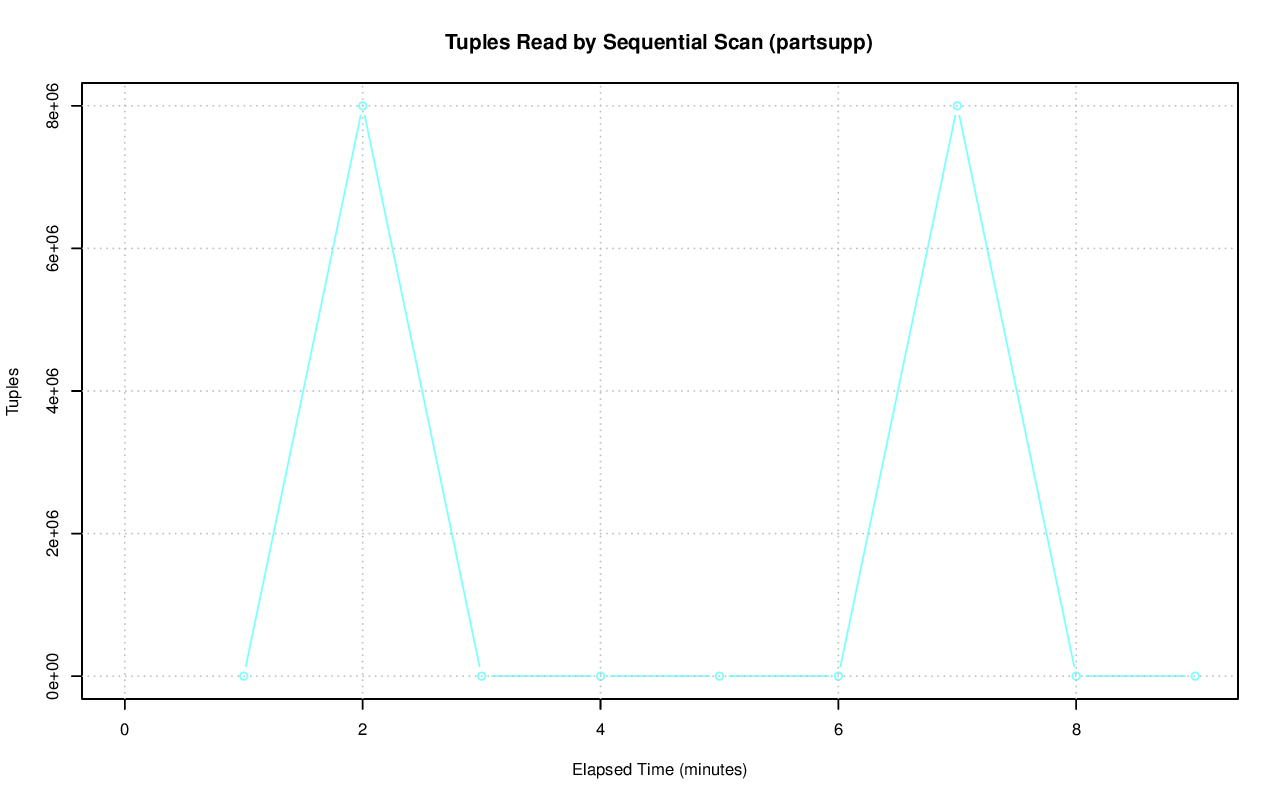 Tuples Read by Sequential Scan (partsupp)
8e+06
6e+06
4e+06
2e+06
0e+00
Tuples
0 2 4 6 8
Elapsed Time (minutes)